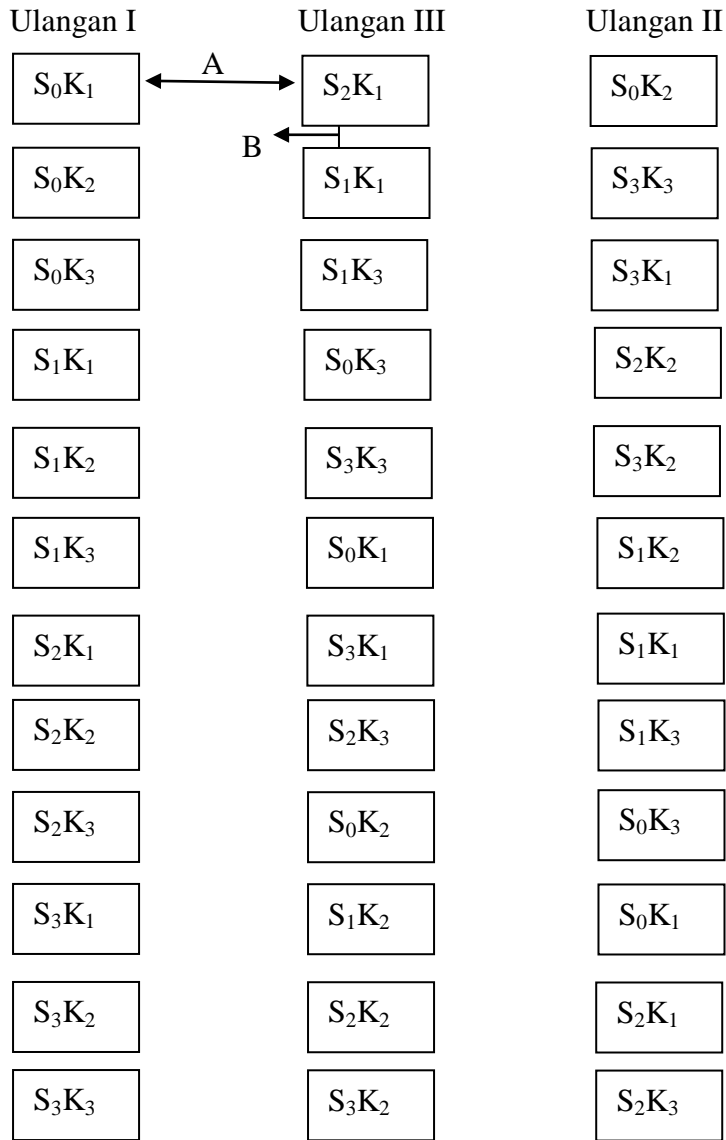 Ulangan I Ulangan III Ulangan II
S₀K₁ A S₂K₁ S₀K₂
B
S₀K₂ S₁K₁ S₃K₃
S₀K₃ S₁K₃ S₃K₁
S₁K₁ S₀K₃ S₂K₂
S₁K₂ S₃K₃ S₃K₂
S₁K₃ S₀K₁ S₁K₂
S₂K₁ S₃K₁ S₁K₁
S₂K₂ S₂K₃ S₁K₃
S₂K₃ S₀K₂ S₀K₃
S₃K₁ S₁K₂ S₀K₁
S₃K₂ S₂K₂ S₂K₁
S₃K₃ S₃K₂ S₂K₃